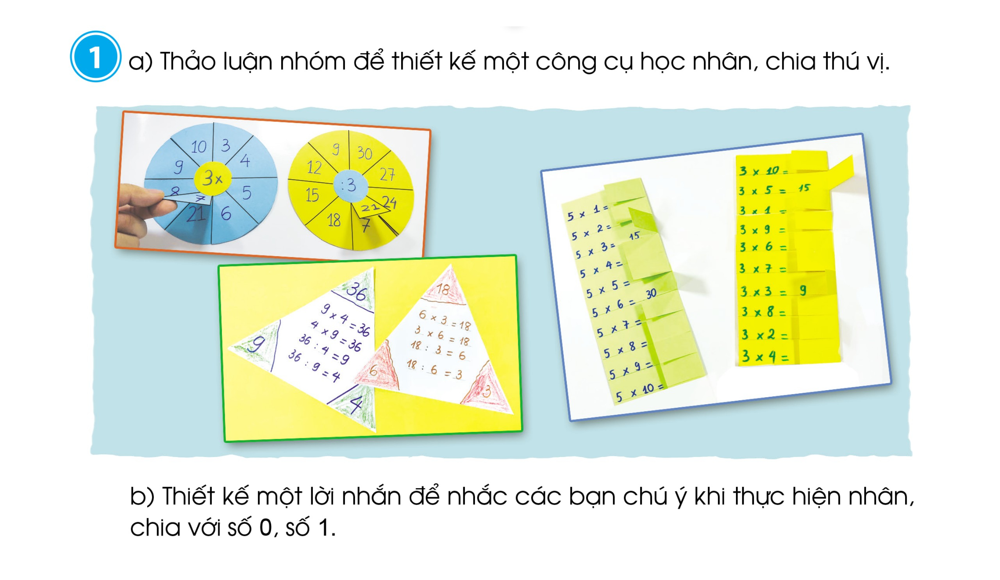 1
a) Thảo luận nhóm để thiết kế một công cụ học nhân, chia thú vị.
10
3
9
4
3x
8
7
5
21
6
9
30
12
27
:3
15
24
21
18
7
36
9 x 4 = 36
4 x 9 = 36
36 : 4 = 9
36 : 9 = 4
9
4
18
6 x 3 = 18
3 x 6 = 18
18 : 3 = 6
18 : 6 = 3
6
3
5 x 1 =
5 x 2 =
5 x 3 = 15
5 x 4 =
5 x 5 =
5 x 6 = 30
5 x 7 =
5 x 8 =
5 x 9 =
5 x 10 =
3 x 10 =
3 x 5 = 15
3 x 1 =
3 x 9 =
3 x 6 =
3 x 7 =
3 x 3 = 9
3 x 8 =
3 x 2 =
3 x 4 =
b) Thiết kế một lời nhắn để nhắc các bạn chú ý khi thực hiện nhân,
chia với số 0, số 1.